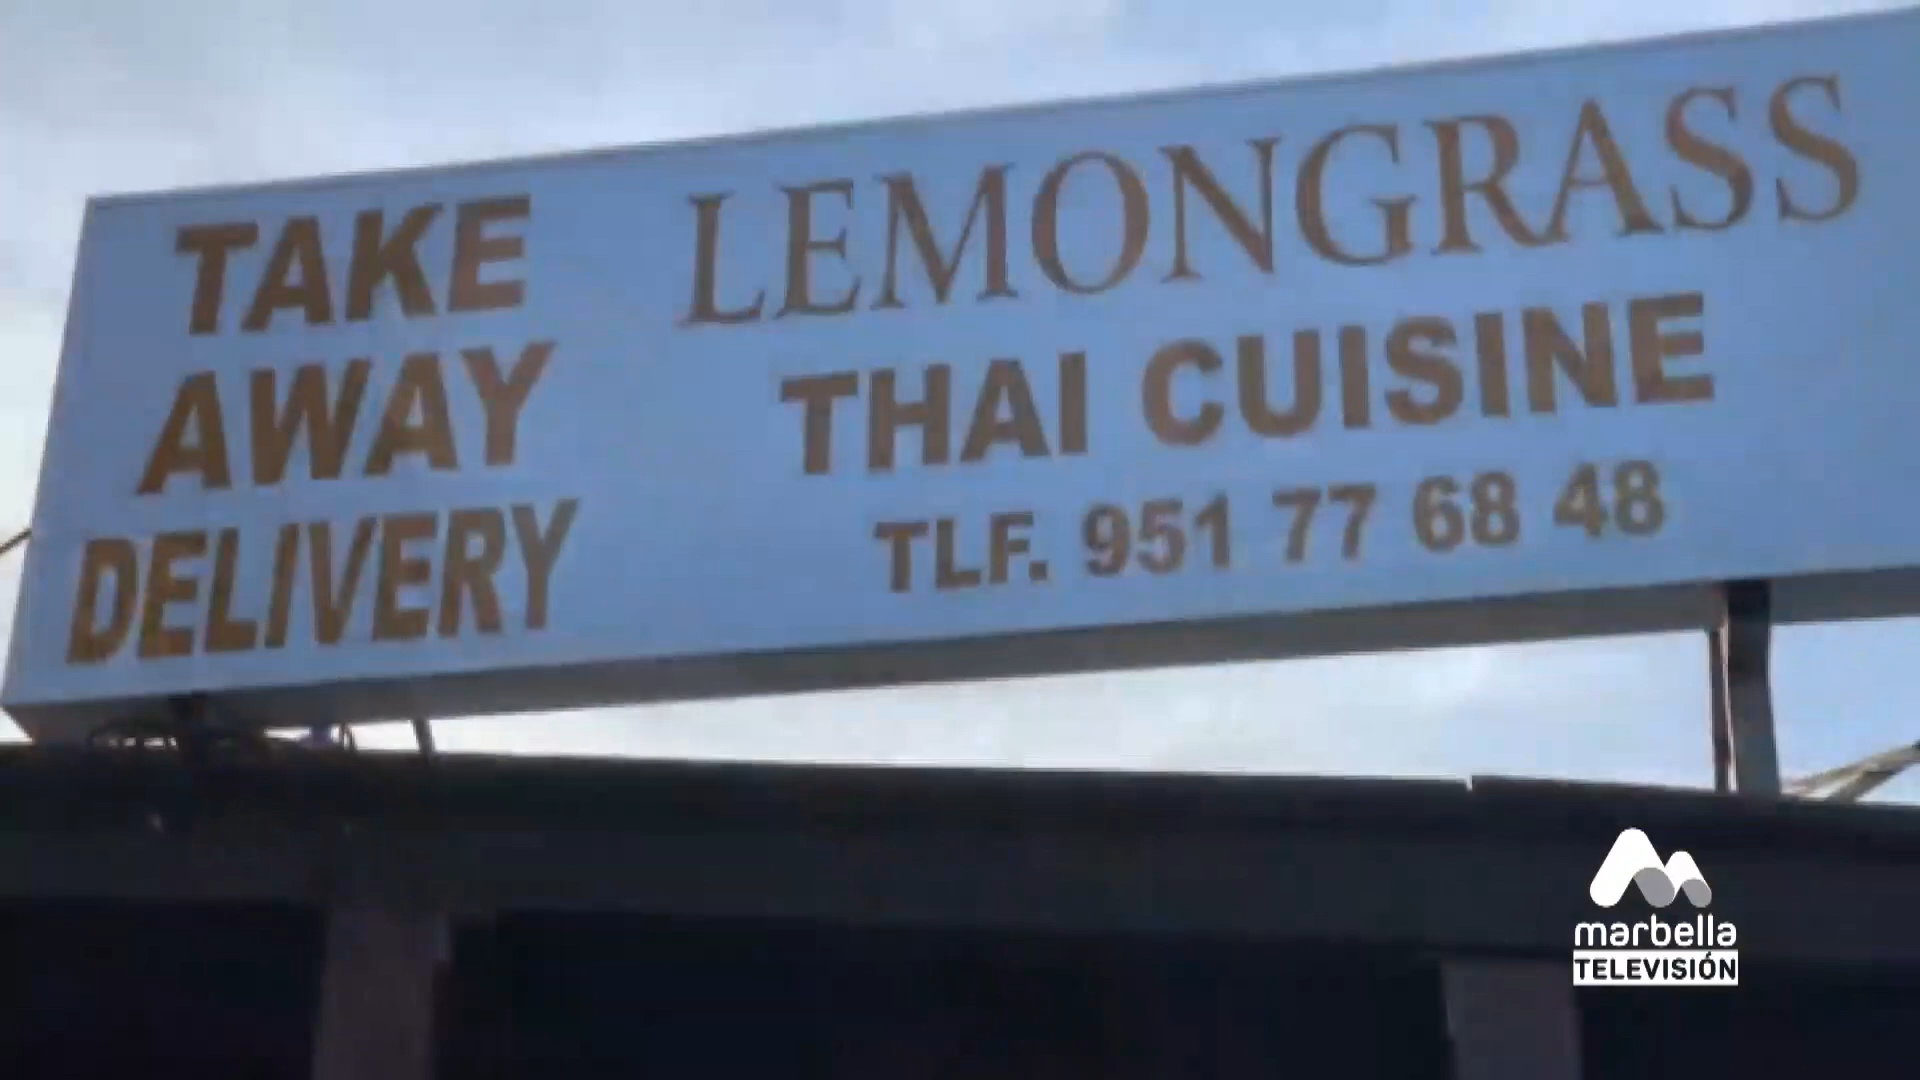 TAKE
AWAY
DELIVERY
LEMONGRASS
THAI CUISINE
TLF. 951 77 68 48
marbella
TELEVISIÓN